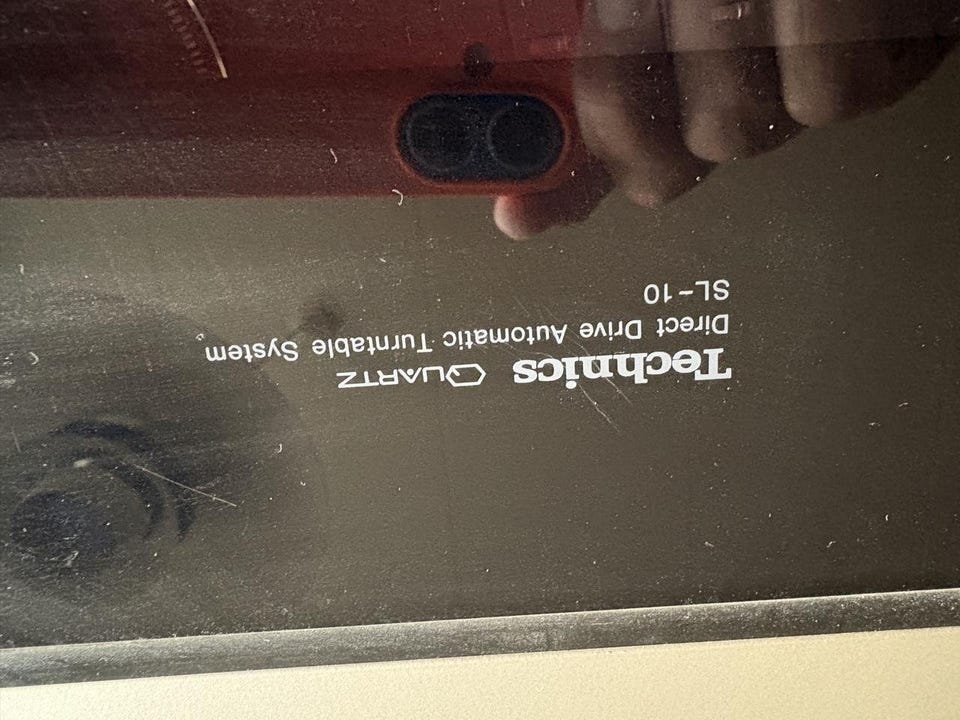 Technics QUARTZ
Direct Drive Automatic Turntable System
SL-10